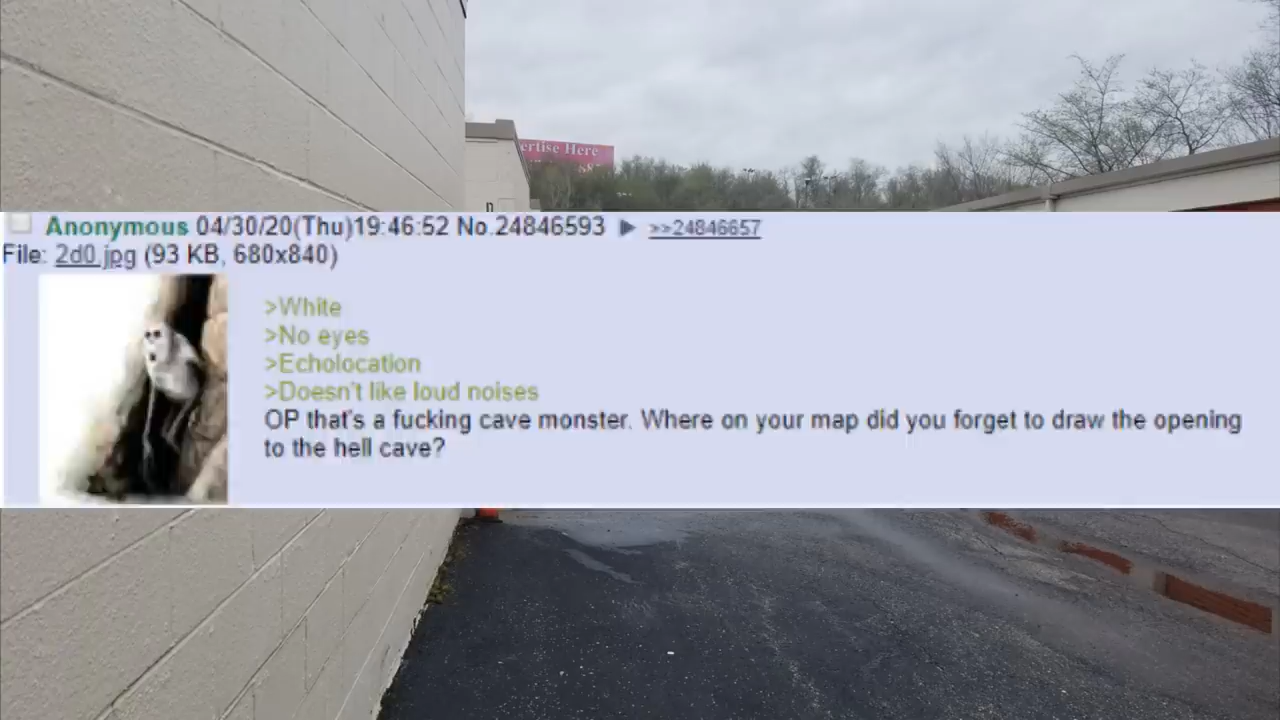 ertise Here
Anonymous 04/30/20(Thu)19:46:52 No.24846593 ▶ >>24846657
File: 2d0.jpg (93 KB, 680x840)
>White
>No eyes
>Echolocation
>Doesn't like loud noises
OP that's a fucking cave monster. Where on your map did you forget to draw the opening
to the hell cave?